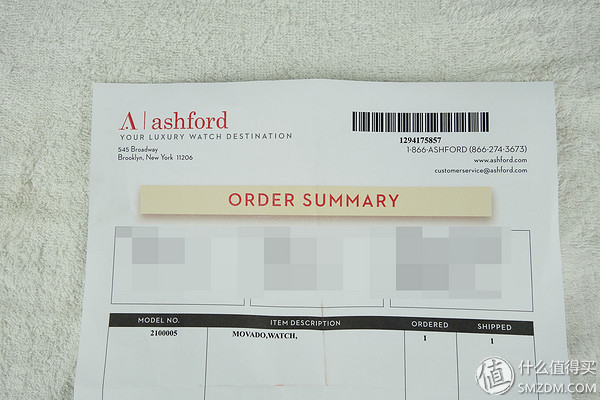 A | ashford
YOUR LUXURY WATCH DESTINATION
545 Broadway
Brooklyn, New York 11206
1294175857
1-866-ASHFORD (866-274-3673)
www.ashford.com
customerservice@ashford.com
ORDER SUMMARY
MODEL NO. ITEM DESCRIPTION ORDERED SHIPPED
2100005 MOVADO,WATCH, 1 1
值 什么值得买
SMZDM.COM